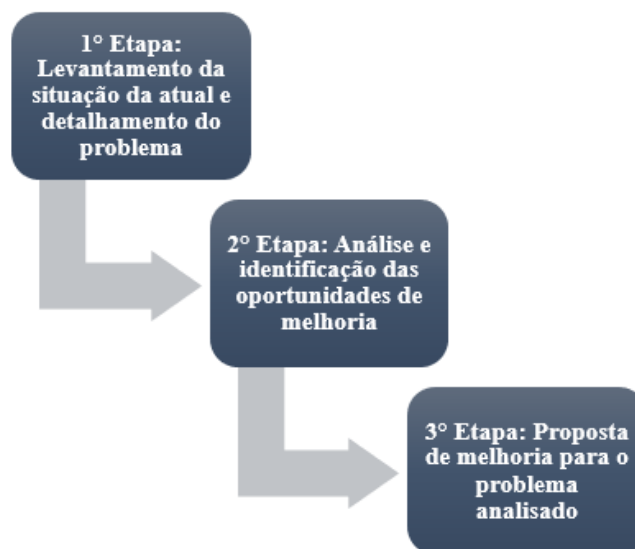 1° Etapa:
Levantamento da
situação da atual e
detalhamento do
problema
2° Etapa: Análise e
identificação das
oportunidades de
melhoria
3° Etapa: Proposta
de melhoria para o
problema
analisado